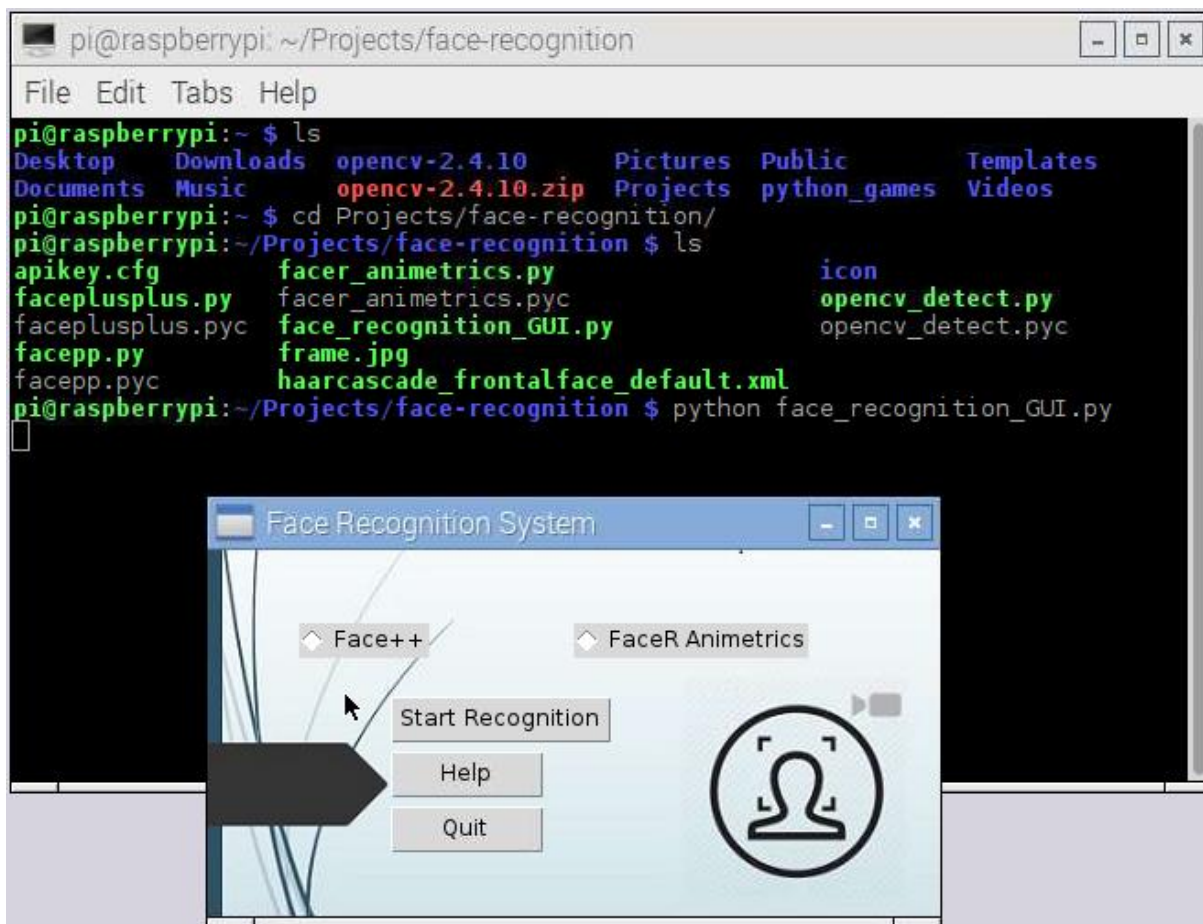 pi@raspberrypi: ~/Projects/face-recognition
File Edit Tabs Help
pi@raspberrypi:~ $ ls
Desktop Downloads opencv-2.4.10 Pictures Public Templates
Documents Music opencv-2.4.10.zip Projects python_games Videos
pi@raspberrypi:~ $ cd Projects/face-recognition/
pi@raspberrypi:~/Projects/face-recognition $ ls
apikey.cfg facer_animetrics.py icon
faceplusplus.py facer_animetrics.pyc opencv_detect.py
faceplusplus.pyc face_recognition_GUI.py opencv_detect.pyc
facepp.py frame.jpg
facepp.pyc haarcascade_frontalface_default.xml
pi@raspberrypi:~/Projects/face-recognition $ python face_recognition_GUI.py
Face Recognition System
Face++ FaceR Animetrics
Start Recognition
Help
Quit